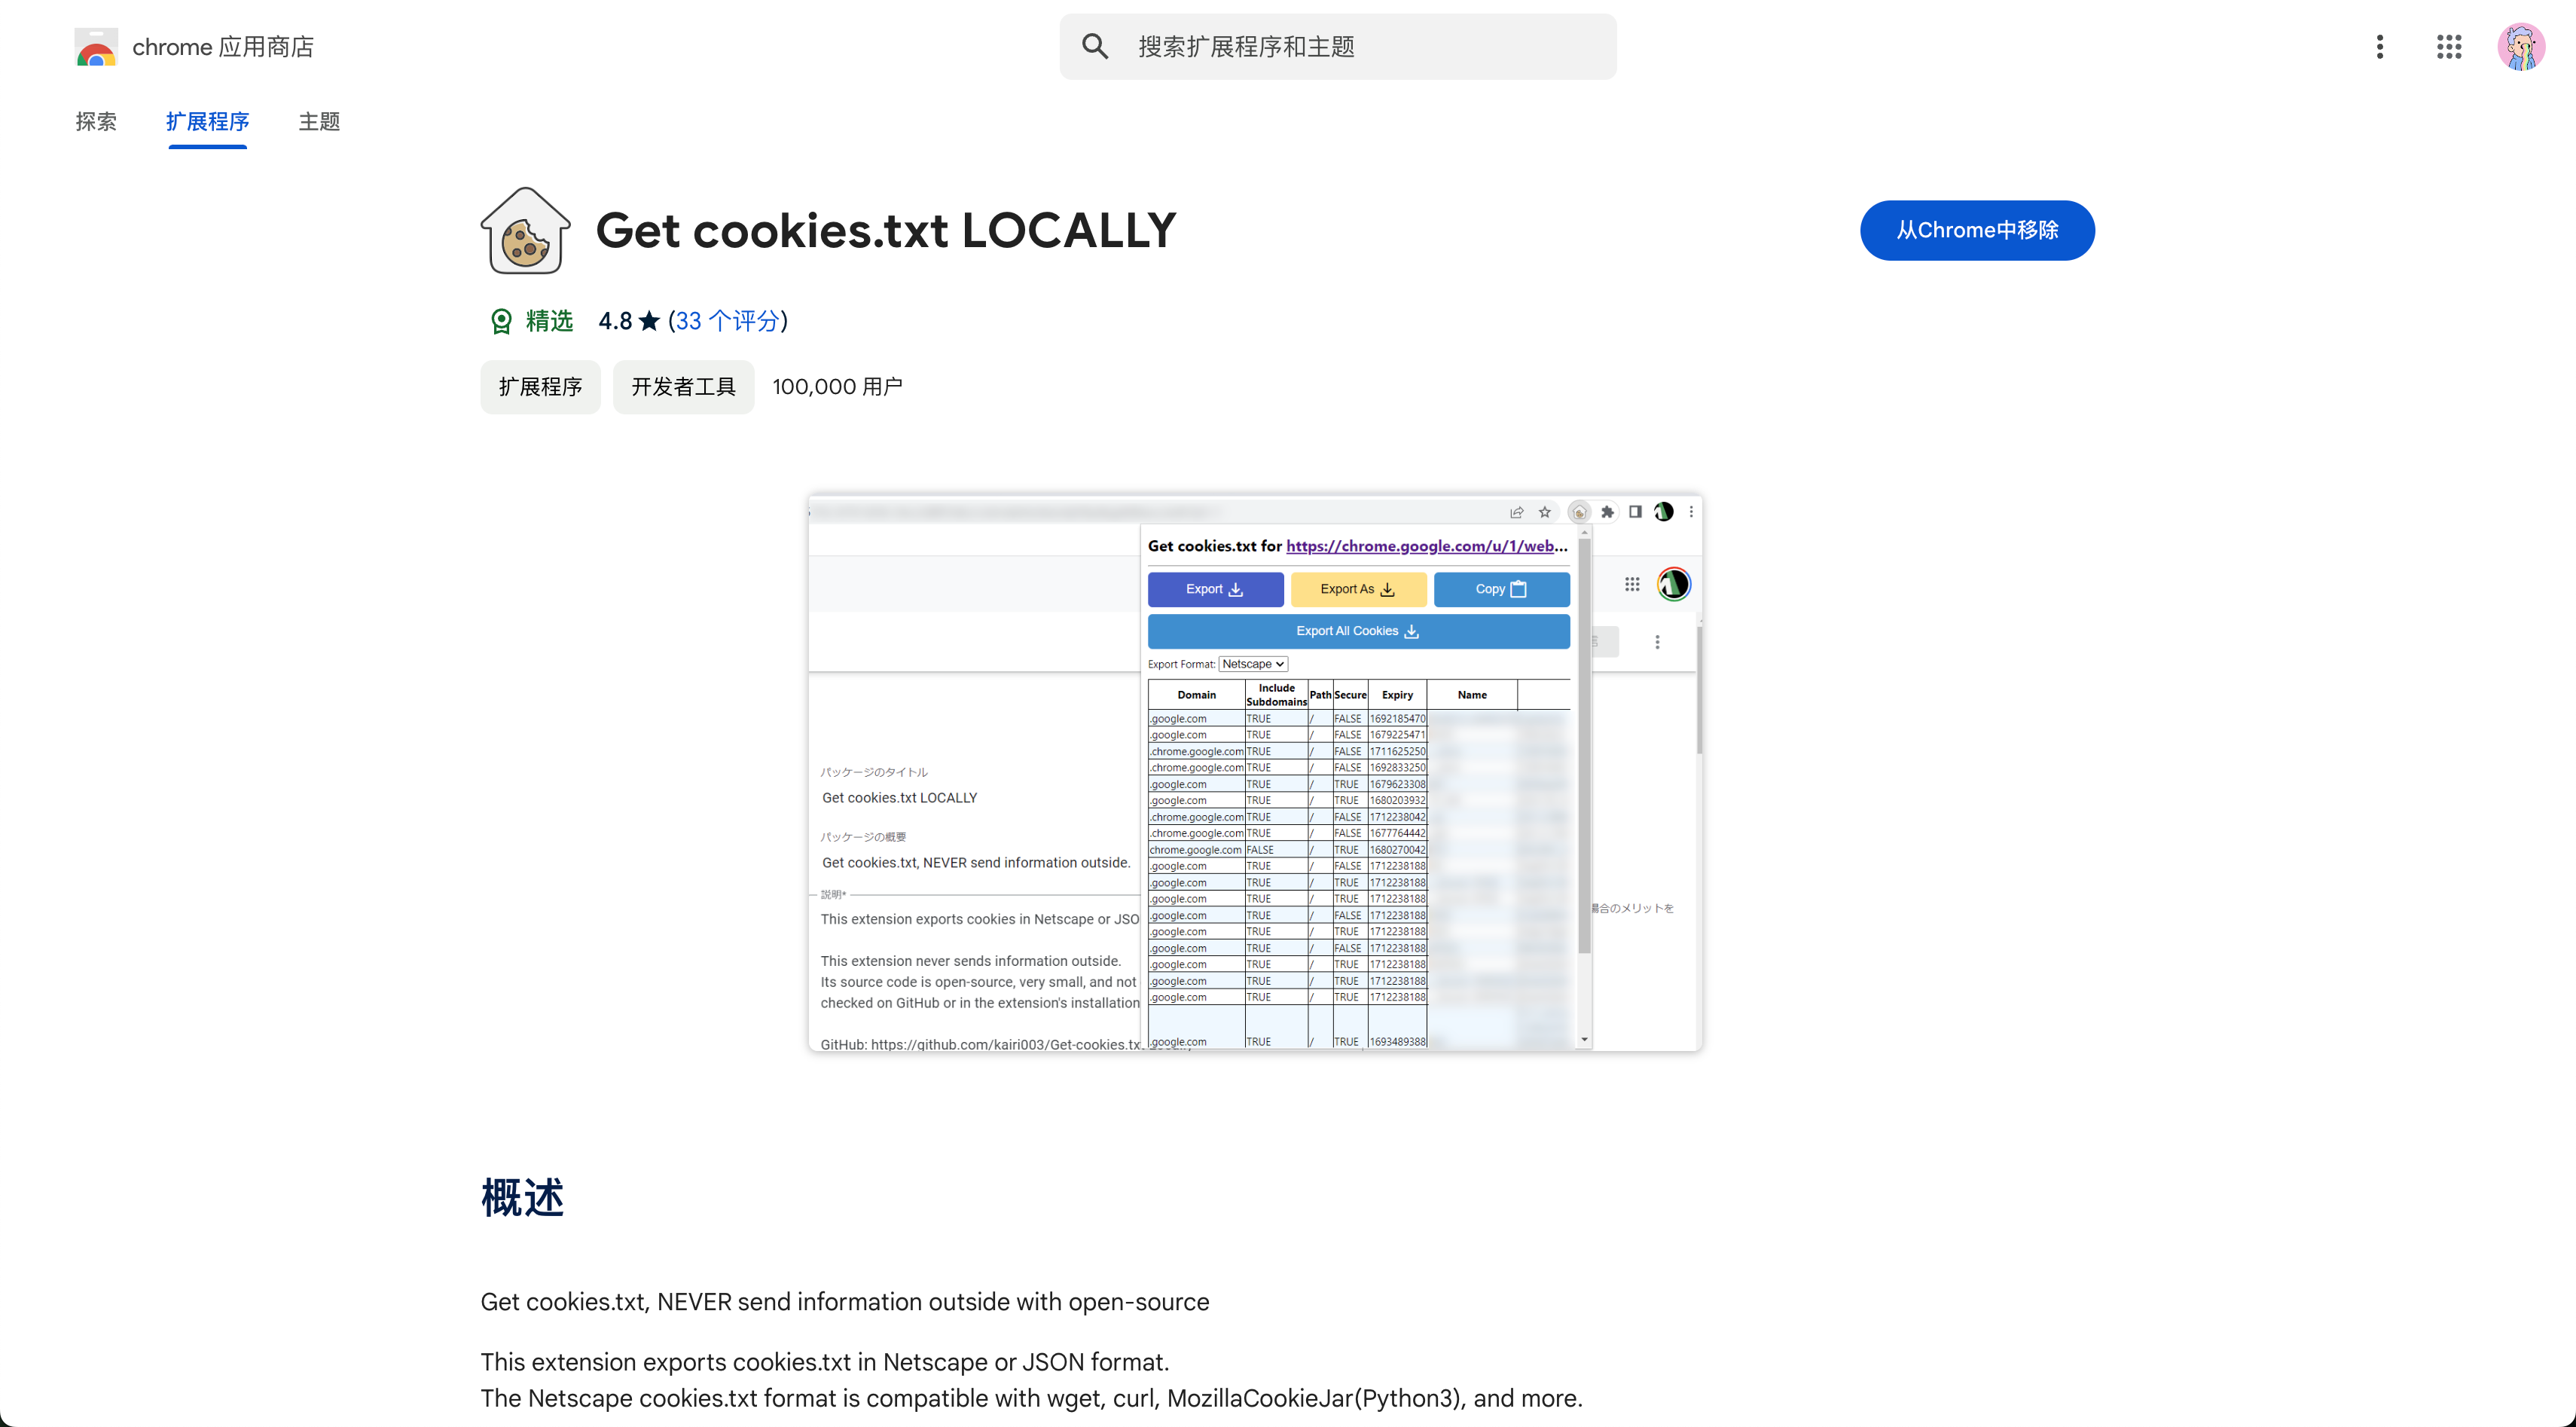 chrome 应用商店
搜索扩展程序和主题
探索
扩展程序
主题
Get cookies.txt LOCALLY
从Chrome中移除
精选
4.8 ★ (33 个评分)
扩展程序
开发者工具
100,000 用户
Get cookies.txt for https://chrome.google.com/u/1/web...
Export
Export As
Copy
Export All Cookies
Export Format: Netscape
Domain Include Subdomains Path Secure Expiry Name
.google.com TRUE / FALSE 1692185470
.google.com TRUE / FALSE 1679225471
.chrome.google.com TRUE / FALSE 1711625250
.chrome.google.com TRUE / FALSE 1692833250
.google.com TRUE / TRUE 1679623308
.google.com TRUE / TRUE 1680203932
.chrome.google.com TRUE / FALSE 1712238042
.chrome.google.com TRUE / FALSE 1677764442
chrome.google.com FALSE / TRUE 1680270042
.google.com TRUE / FALSE 1712238188
.google.com TRUE / TRUE 1712238188
.google.com TRUE / TRUE 1712238188
.google.com TRUE / FALSE 1712238188
.google.com TRUE / TRUE 1712238188
.google.com TRUE / FALSE 1712238188
.google.com TRUE / TRUE 1712238188
.google.com TRUE / TRUE 1712238188
.google.com TRUE / TRUE 1712238188
.google.com TRUE / TRUE 1693489388
パッケージのタイトル
Get cookies.txt LOCALLY
パッケージの概要
Get cookies.txt, NEVER send information outside.
説明*
This extension exports cookies in Netscape or JSO
This extension never sends information outside.
Its source code is open-source, very small, and not
checked on GitHub or in the extension's installation
GitHub: https://github.com/kairi003/Get-cookies.tx
場合のメリットを
概述
Get cookies.txt, NEVER send information outside with open-source
This extension exports cookies.txt in Netscape or JSON format.
The Netscape cookies.txt format is compatible with wget, curl, MozillaCookieJar(Python3), and more.